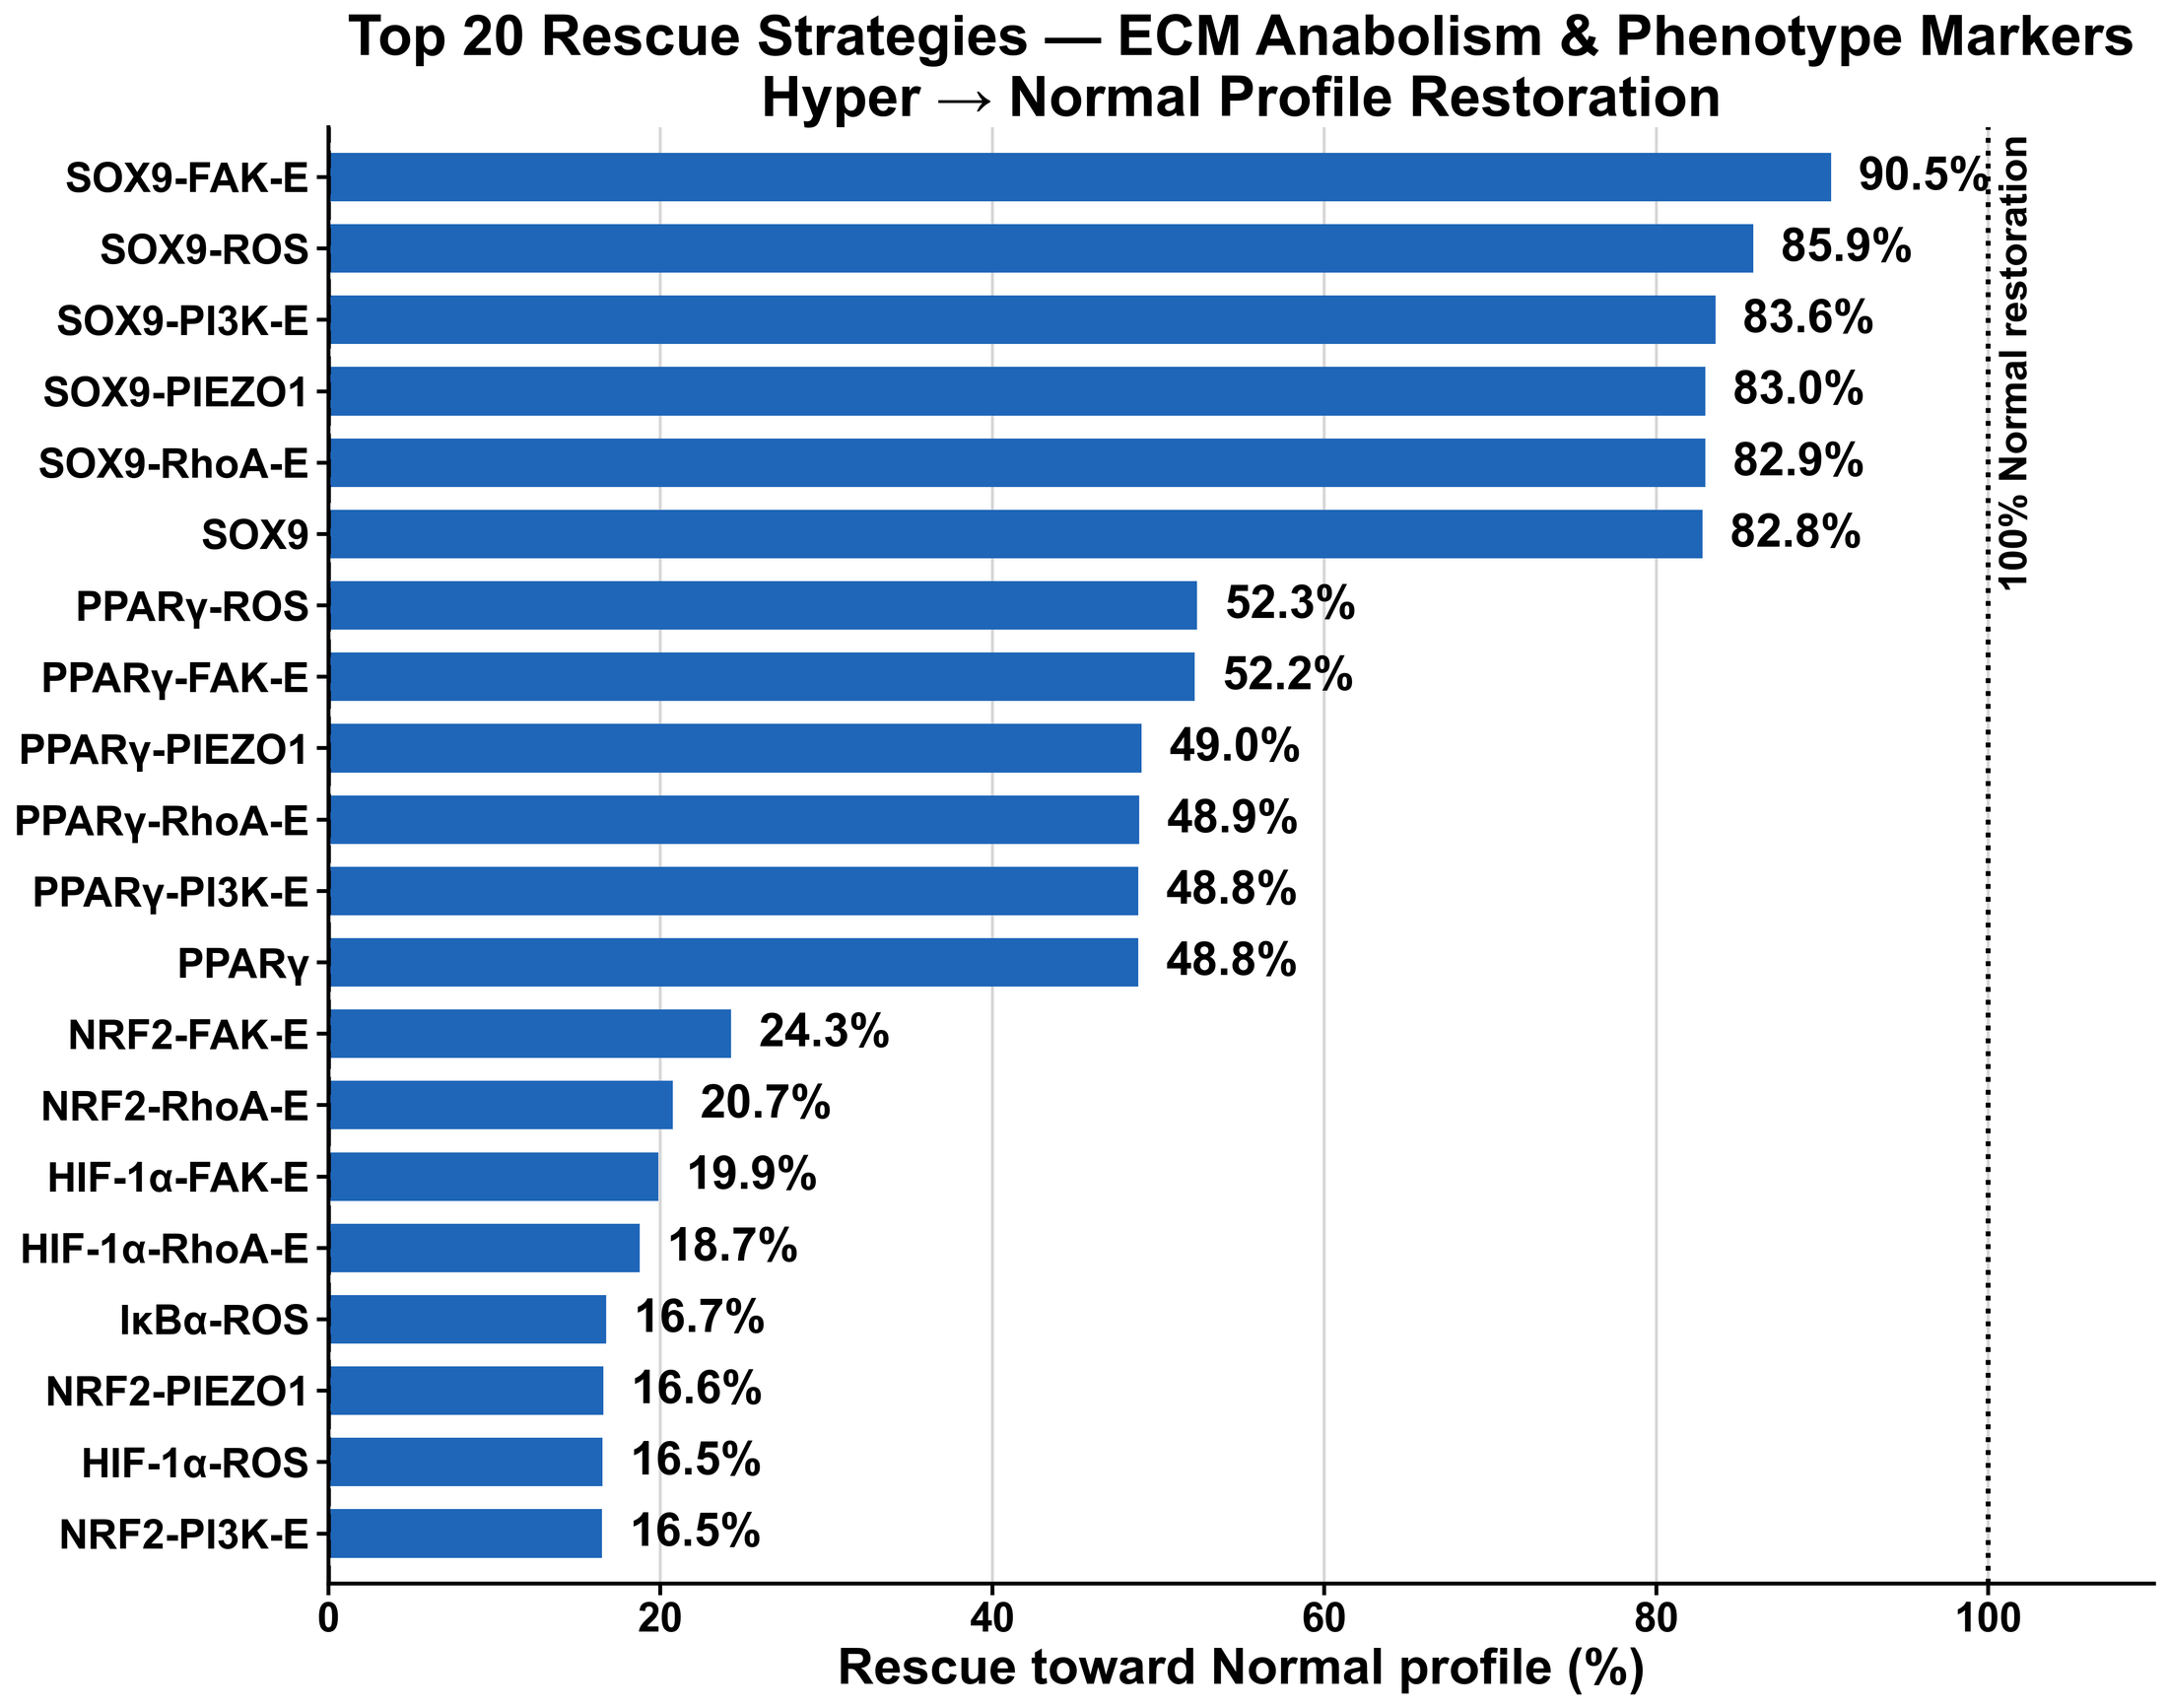 Top 20 Rescue Strategies — ECM Anabolism & Phenotype Markers
Hyper → Normal Profile Restoration
SOX9-FAK-E 90.5%
SOX9-ROS 85.9%
SOX9-PI3K-E 83.6%
SOX9-PIEZO1 83.0%
SOX9-RhoA-E 82.9%
SOX9 82.8%
PPARγ-ROS 52.3%
PPARγ-FAK-E 52.2%
PPARγ-PIEZO1 49.0%
PPARγ-RhoA-E 48.9%
PPARγ-PI3K-E 48.8%
PPARγ 48.8%
NRF2-FAK-E 24.3%
NRF2-RhoA-E 20.7%
HIF-1α-FAK-E 19.9%
HIF-1α-RhoA-E 18.7%
IκBα-ROS 16.7%
NRF2-PIEZO1 16.6%
HIF-1α-ROS 16.5%
NRF2-PI3K-E 16.5%
100% Normal restoration
0 20 40 60 80 100
Rescue toward Normal profile (%)